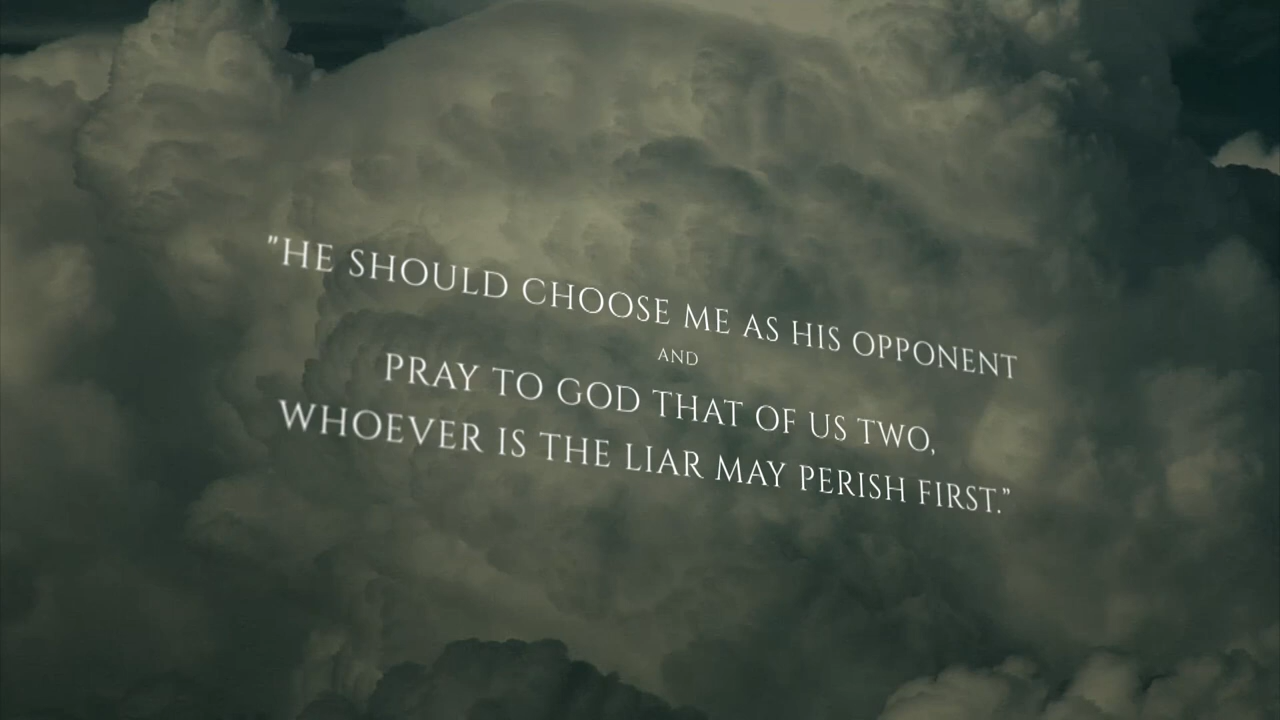 "HE SHOULD CHOOSE ME AS HIS OPPONENT
AND
PRAY TO GOD THAT OF US TWO,
WHOEVER IS THE LIAR MAY PERISH FIRST."